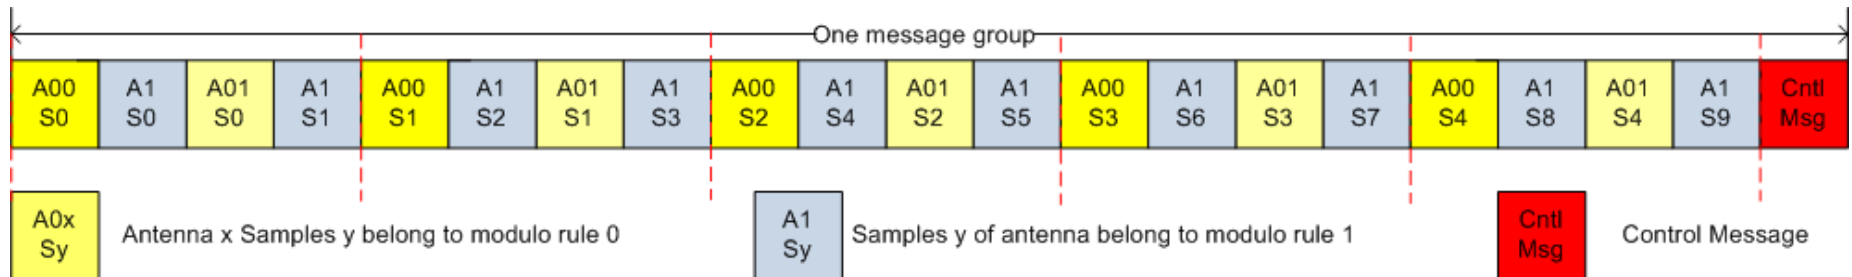 One message group
A00 A1 A01 A1 A00 A1 A01 A1 A00 A1 A01 A1 A00 A1 A01 A1 A00 A1 A01 A1 Cntl
S0 S0 S0 S1 S1 S2 S1 S3 S2 S4 S2 S5 S3 S6 S3 S7 S4 S8 S4 S9 Msg
A0x A1 Cntl
Antenna x Samples y belong to modulo rule 0 Samples y of antenna belong to modulo rule 1 Control Message
Sy Sy Msg